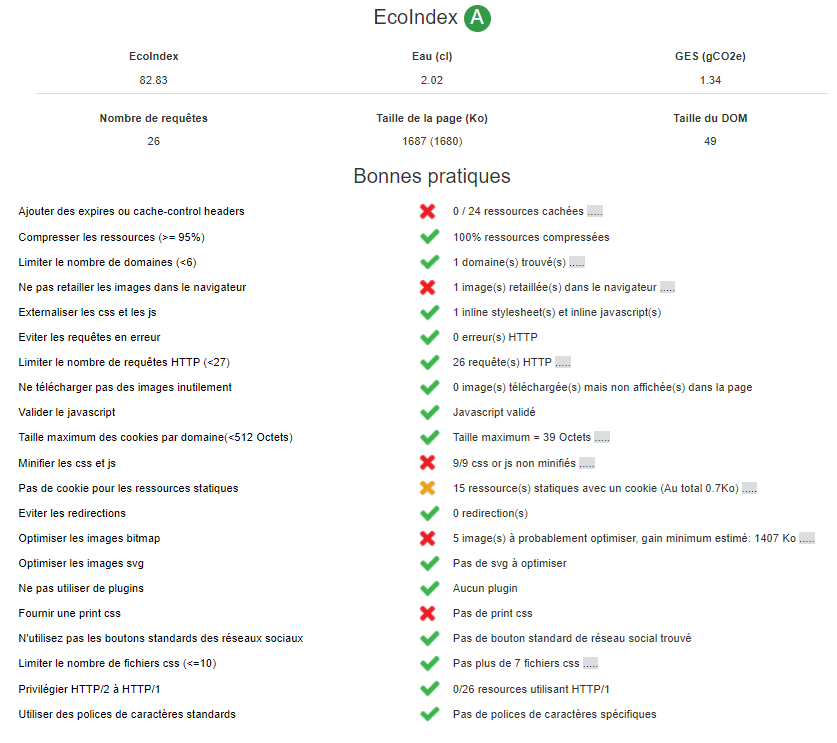 EcoIndex A
EcoIndex Eau (cl) GES (gCO2e)
82.83 2.02 1.34
Nombre de requêtes Taille de la page (Ko) Taille du DOM
26 1687 (1680) 49
Bonnes pratiques
Ajouter des expires ou cache-control headers 0 / 24 ressources cachées .....
Compresser les ressources (>= 95%) 100% ressources compressées
Limiter le nombre de domaines (<6) 1 domaine(s) trouvé(s) .....
Ne pas retailler les images dans le navigateur 1 image(s) retaillée(s) dans le navigateur .....
Externaliser les css et les js 1 inline stylesheet(s) et inline javascript(s)
Eviter les requêtes en erreur 0 erreur(s) HTTP
Limiter le nombre de requêtes HTTP (<27) 26 requête(s) HTTP .....
Ne télécharger pas des images inutilement 0 image(s) téléchargée(s) mais non affichée(s) dans la page
Valider le javascript Javascript validé
Taille maximum des cookies par domaine(<512 Octets) Taille maximum = 39 Octets .....
Minifier les css et js 9/9 css or js non minifiés .....
Pas de cookie pour les ressources statiques 15 ressource(s) statiques avec un cookie (Au total 0.7Ko) .....
Eviter les redirections 0 redirection(s)
Optimiser les images bitmap 5 image(s) à probablement optimiser, gain minimum estimé: 1407 Ko .....
Optimiser les images svg Pas de svg à optimiser
Ne pas utiliser de plugins Aucun plugin
Fournir une print css Pas de print css
N'utilisez pas les boutons standards des réseaux sociaux Pas de bouton standard de réseau social trouvé
Limiter le nombre de fichiers css (<=10) Pas plus de 7 fichiers css .....
Privilégier HTTP/2 à HTTP/1 0/26 resources utilisant HTTP/1
Utiliser des polices de caractères standards Pas de polices de caractères spécifiques